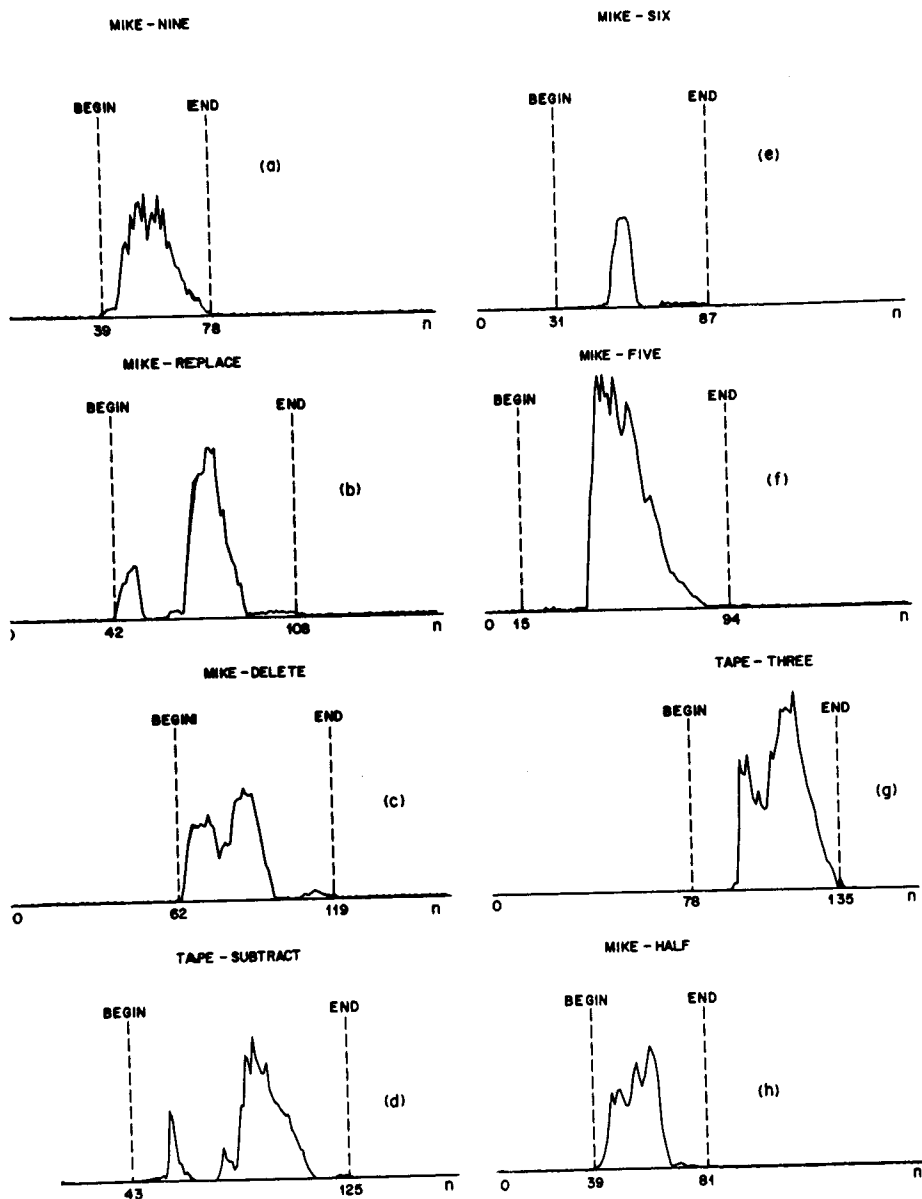 MIKE-NINE
BEGIN END
(a)
39 78 n
MIKE-REPLACE
BEGIN END
(b)
42 108 n
MIKE-DELETE
BEGIN END
(c)
0 62 119 n
TAPE-SUBTRACT
BEGIN END
(d)
43 125 n
MIKE-SIX
BEGIN END
(e)
0 31 87 n
MIKE-FIVE
BEGIN END
(f)
0 15 94 n
TAPE-THREE
BEGIN END
(g)
0 78 135 n
MIKE-HALF
BEGIN END
(h)
0 39 81 n